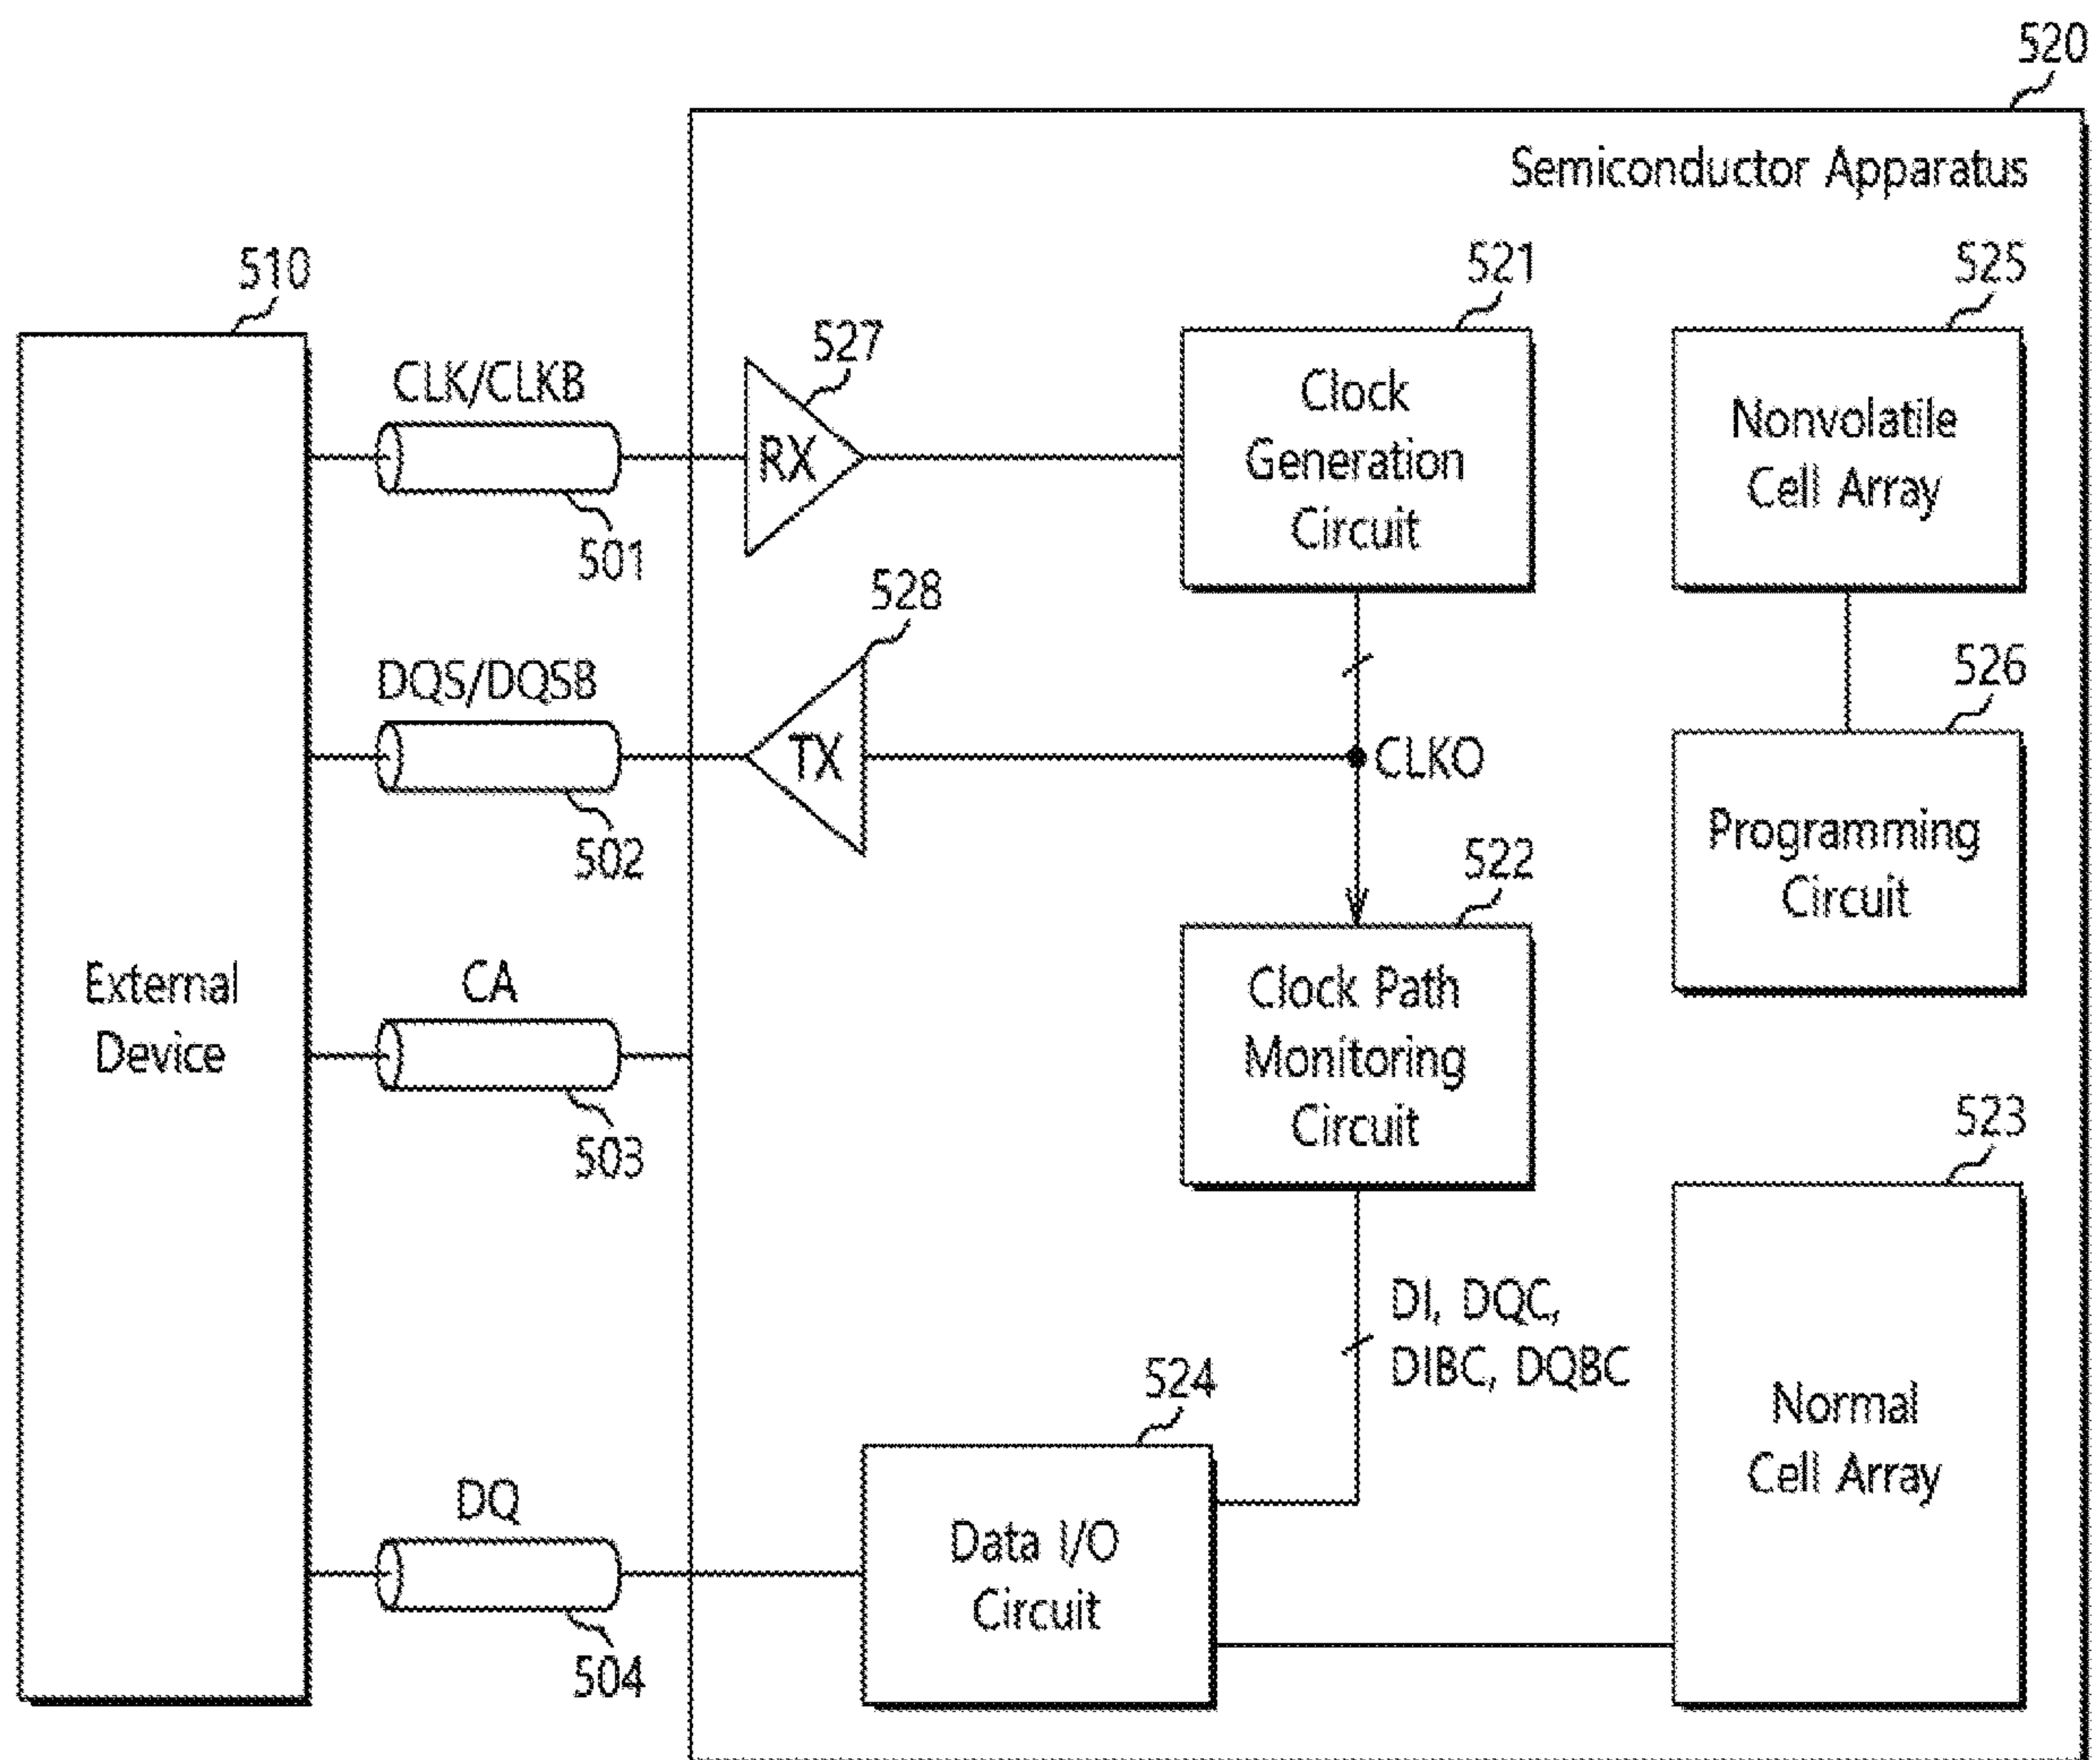 520
Semiconductor Apparatus
510
521
525
CLK/CLKB
527
RX
501
Clock
Generation
Circuit
Nonvolatile
Cell Array
528
DQS/DQSB
TX
502
CLKO
526
Programming
Circuit
522
Clock Path
Monitoring
Circuit
External
Device
CA
503
523
DI, DQC,
DIBC, DQBC
524
Normal
Cell Array
DQ
504
Data I/O
Circuit